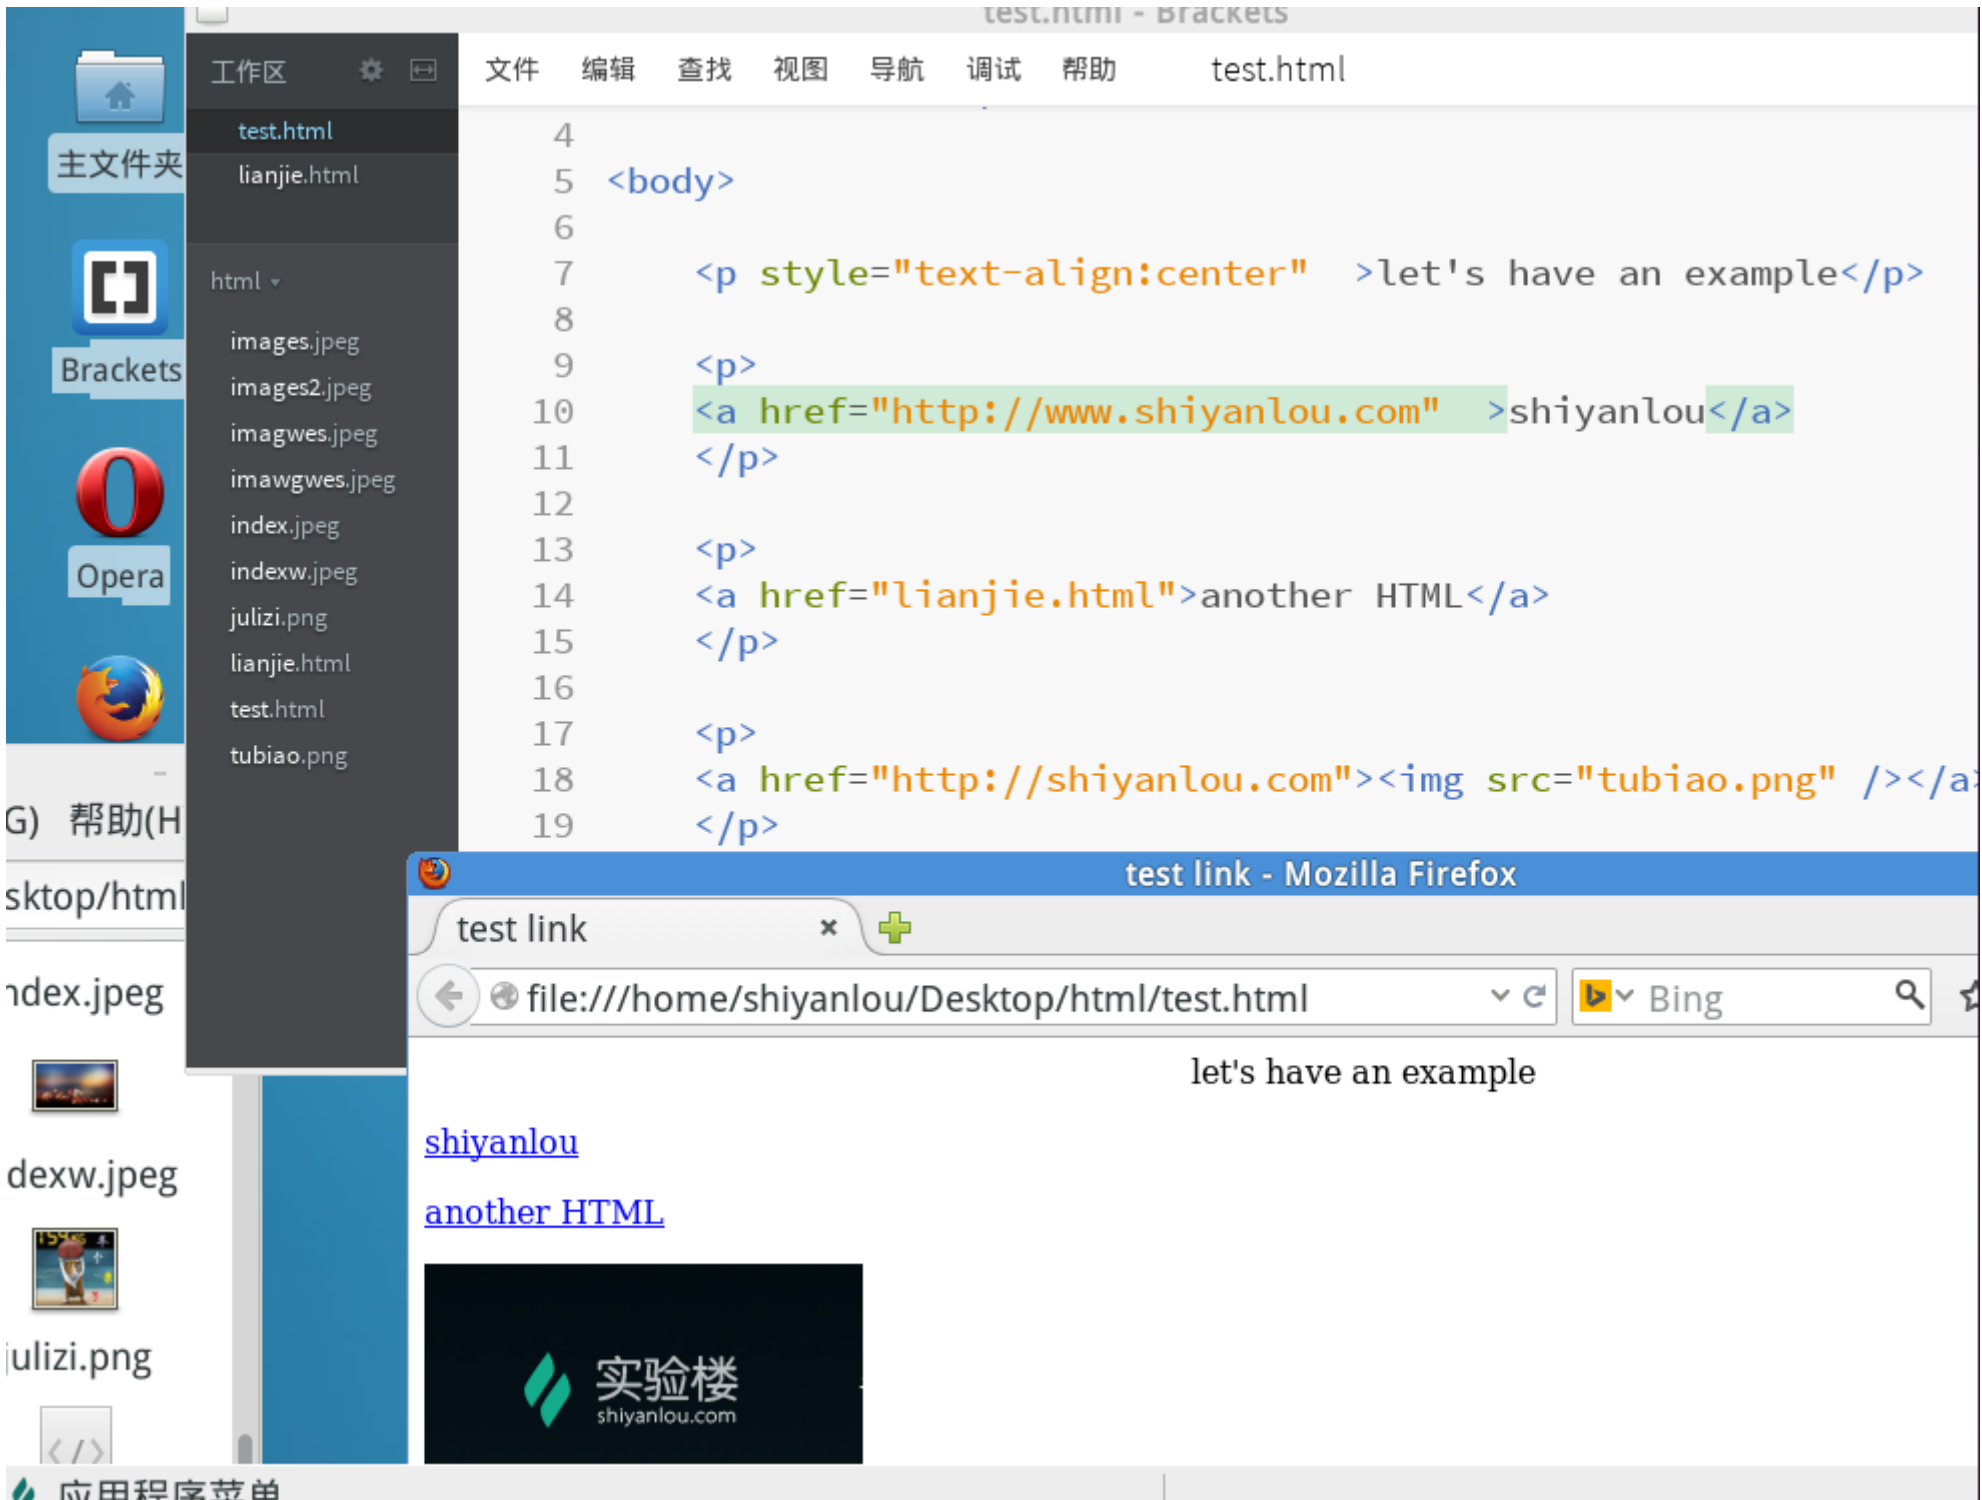 test.html - Brackets
主文件夹
Brackets
Opera
工作区
test.html
lianjie.html
html
images.jpeg
images2.jpeg
imagwes.jpeg
imawgwes.jpeg
index.jpeg
indexw.jpeg
julizi.png
lianjie.html
test.html
tubiao.png
文件 编辑 查找 视图 导航 调试 帮助 test.html
4
5 <body>
6
7 <p style="text-align:center"  >let's have an example</p>
8
9 <p>
10 <a href="http://www.shiyanlou.com"  >shiyanlou</a>
11 </p>
12
13 <p>
14 <a href="lianjie.html">another HTML</a>
15 </p>
16
17 <p>
18 <a href="http://shiyanlou.com"><img src="tubiao.png" /></a>
19 </p>
G) 帮助(H
sktop/html
ndex.jpeg
dexw.jpeg
julizi.png
test link - Mozilla Firefox
test link
file:///home/shiyanlou/Desktop/html/test.html
Bing
let's have an example
shiyanlou
another HTML
实验楼
shiyanlou.com
应用程序菜单